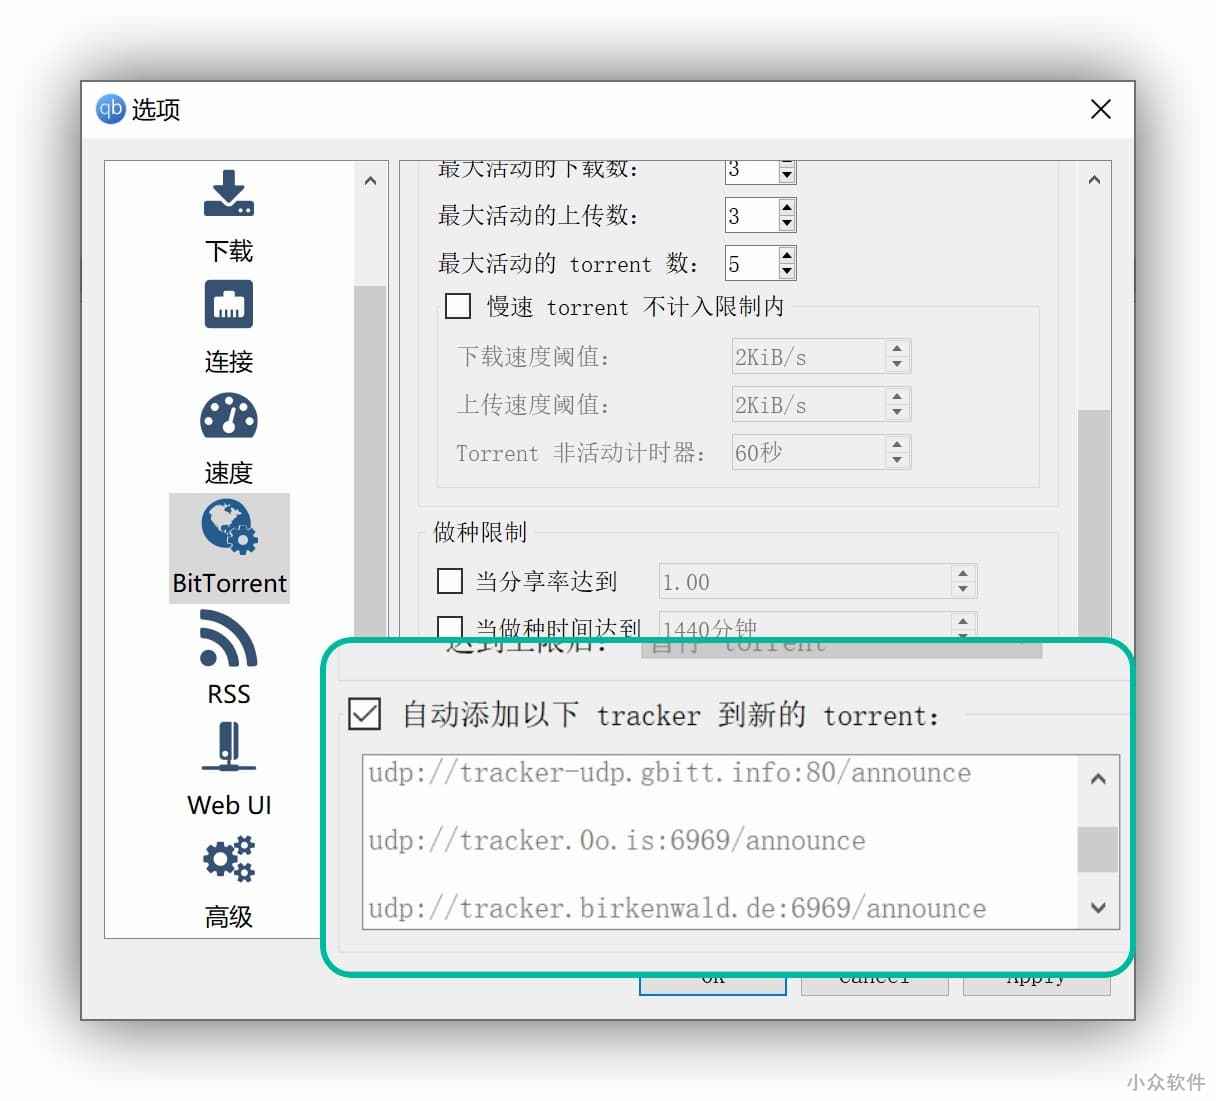 qb 选项
下载
连接
速度
BitTorrent
RSS
Web UI
高级
最大活动的下载数： 3
最大活动的上传数： 3
最大活动的 torrent 数： 5
慢速 torrent 不计入限制内
下载速度阈值： 2KiB/s
上传速度阈值： 2KiB/s
Torrent 非活动计时器： 60秒
做种限制
当分享率达到 1.00
当做种时间达到 1440分钟
达到上限后： 暂停 torrent
自动添加以下 tracker 到新的 torrent：
udp://tracker-udp.gbitt.info:80/announce
udp://tracker.0o.is:6969/announce
udp://tracker.birkenwald.de:6969/announce
OK Cancel Apply
小众软件